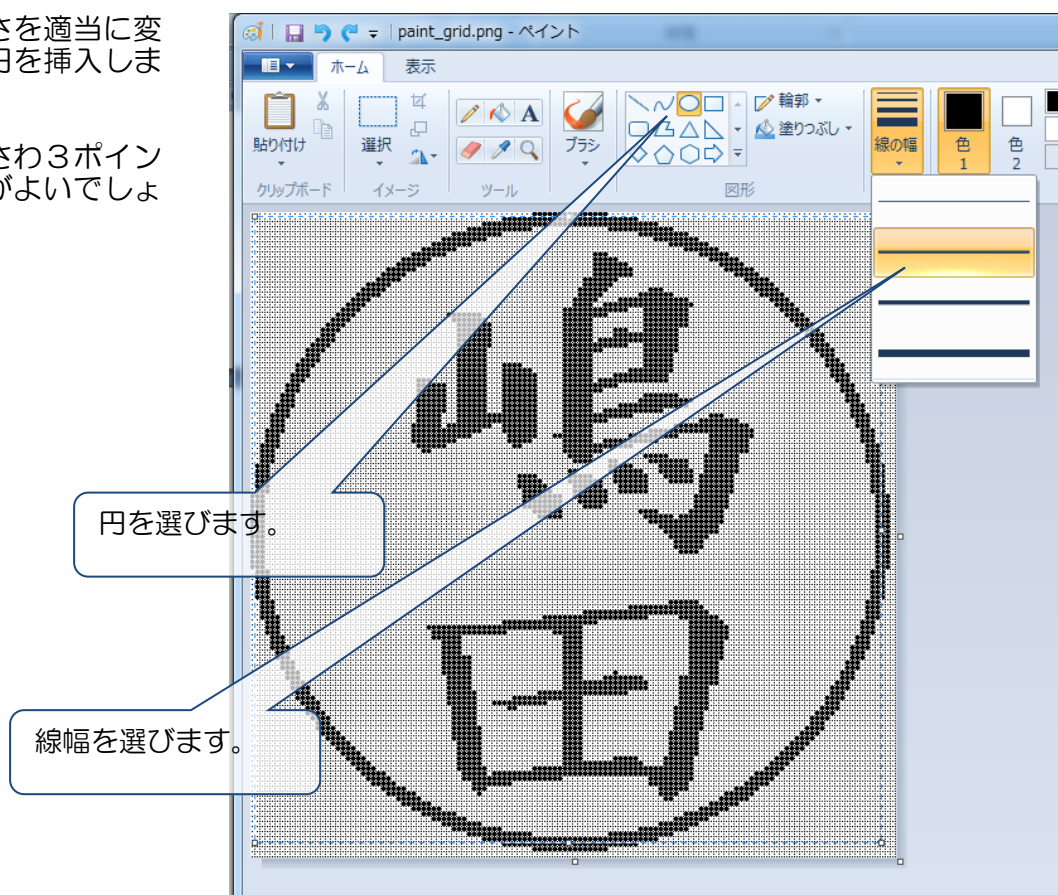 さを適当に変
円を挿入しま
さわ３ポイン
がよいでしょ
paint_grid.png - ペイント
ホーム 表示
貼り付け
選択
A
ブラシ
輪郭
塗りつぶし
線の幅
色
1
色
2
クリップボード
イメージ
ツール
図形
嶋
田
円を選びます。
線幅を選びます。